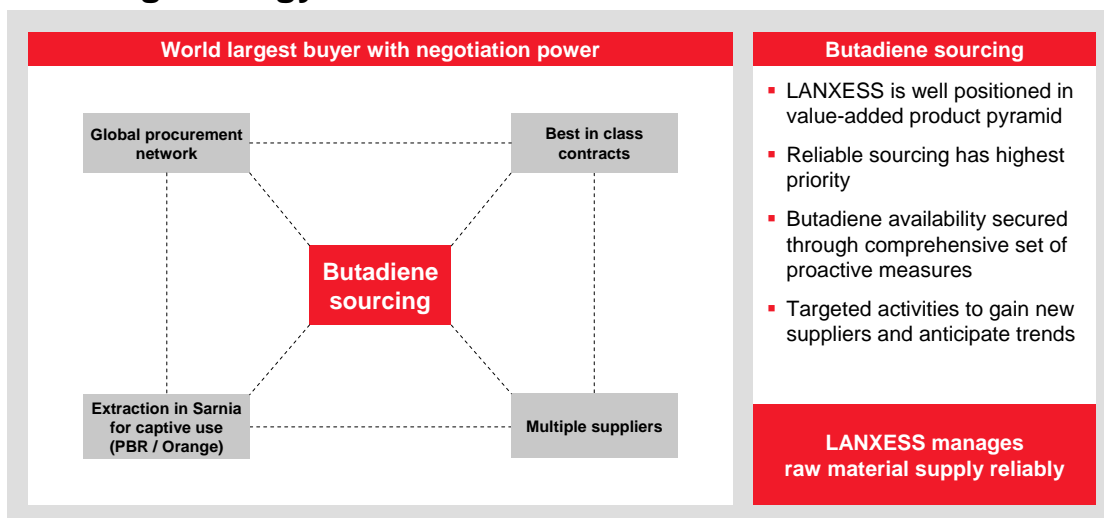 World largest buyer with negotiation power
Global procurement
network
Best in class
contracts
Butadiene
sourcing
Extraction in Sarnia
for captive use
(PBR / Orange)
Multiple suppliers
Butadiene sourcing
▪ LANXESS is well positioned in
value-added product pyramid
▪ Reliable sourcing has highest
priority
▪ Butadiene availability secured
through comprehensive set of
proactive measures
▪ Targeted activities to gain new
suppliers and anticipate trends
LANXESS manages
raw material supply reliably